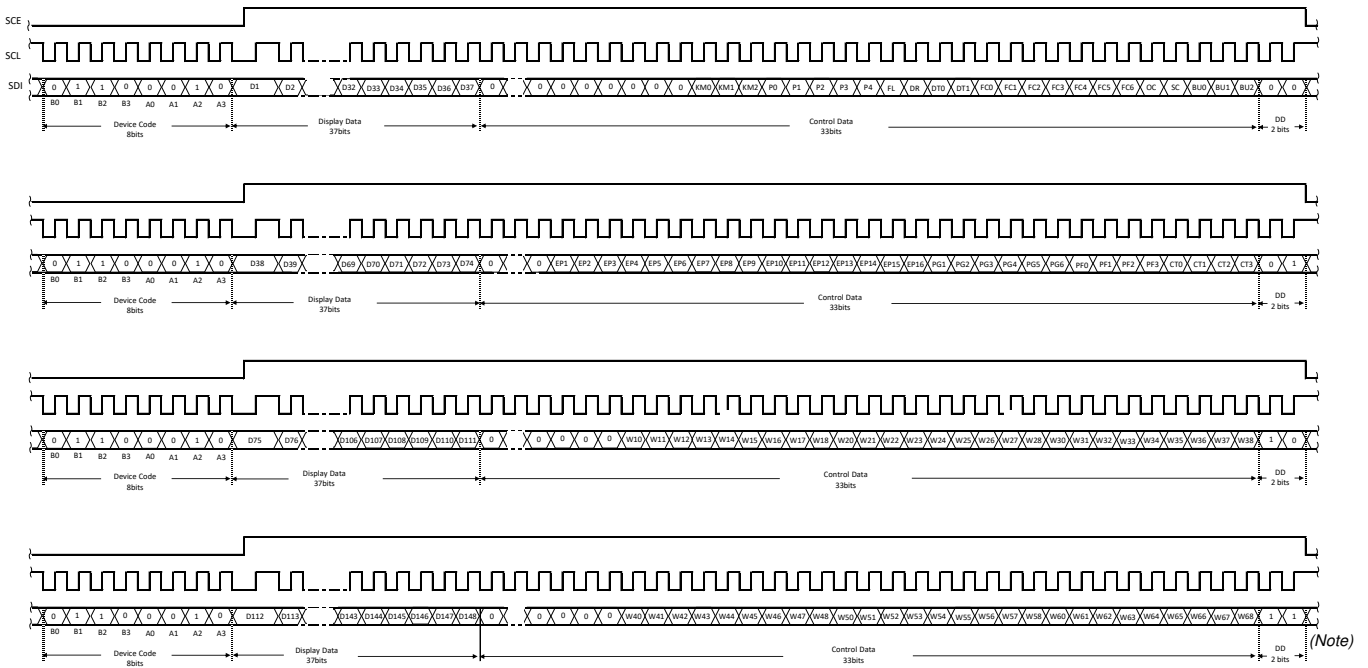 SCE
SCL
SDI 0 1 1 0 0 0 1 0 D1 D2 D32 D33 D34 D35 D36 D37 0 0 0 0 0 0 0 0 KM0 KM1 KM2 P0 P1 P2 P3 P4 FL DR DT0 DT1 FC0 FC1 FC2 FC3 FC4 FC5 FC6 OC SC BU0 BU1 BU2 0 0
B0 B1 B2 B3 A0 A1 A2 A3
Device Code Display Data Control Data DD
8bits 37bits 33bits 2 bits
0 1 1 0 0 0 1 0 D38 D39 D69 D70 D71 D72 D73 D74 0 0 0 EP1 EP2 EP3 EP4 EP5 EP6 EP7 EP8 EP9 EP10 EP11 EP12 EP13 EP14 EP15 EP16 PG1 PG2 PG3 PG4 PG5 PG6 PF0 PF1 PF2 PF3 CT0 CT1 CT2 CT3 0 1
B0 B1 B2 B3 A0 A1 A2 A3
Device Code Display Data Control Data DD
8bits 37bits 33bits 2 bits
0 1 1 0 0 0 1 0 D75 D76 D106 D107 D108 D109 D110 D111 0 0 0 0 0 0 W10 W11 W12 W13 W14 W15 W16 W17 W18 W20 W21 W22 W23 W24 W25 W26 W27 W28 W30 W31 W32 W33 W34 W35 W36 W37 W38 1 0
B0 B1 B2 B3 A0 A1 A2 A3
Device Code Display Data Control Data DD
8bits 37bits 33bits 2 bits
0 1 1 0 0 0 1 0 D112 D113 D143 D144 D145 D146 D147 D148 0 0 0 0 0 0 W40 W41 W42 W43 W44 W45 W46 W47 W48 W50 W51 W52 W53 W54 W55 W56 W57 W58 W60 W61 W62 W63 W64 W65 W66 W67 W68 1 1
B0 B1 B2 B3 A0 A1 A2 A3
(Note)
Device Code Display Data Control Data DD
8bits 37bits 33bits 2 bits